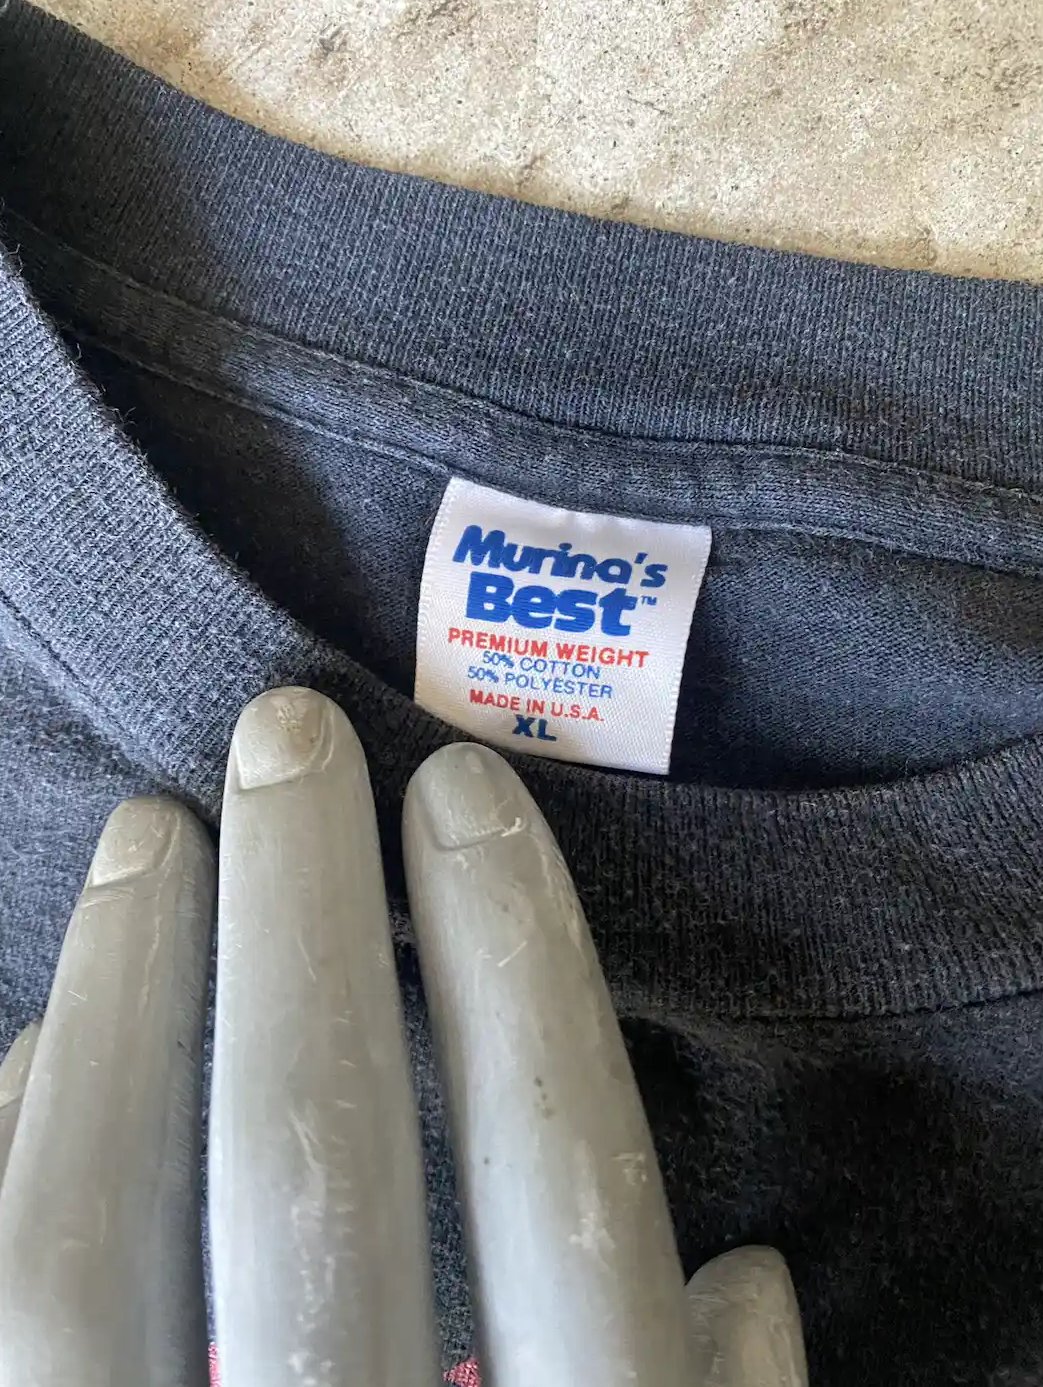 Murina's
Best™
PREMIUM WEIGHT
50% COTTON
50% POLYESTER
MADE IN U.S.A.
XL